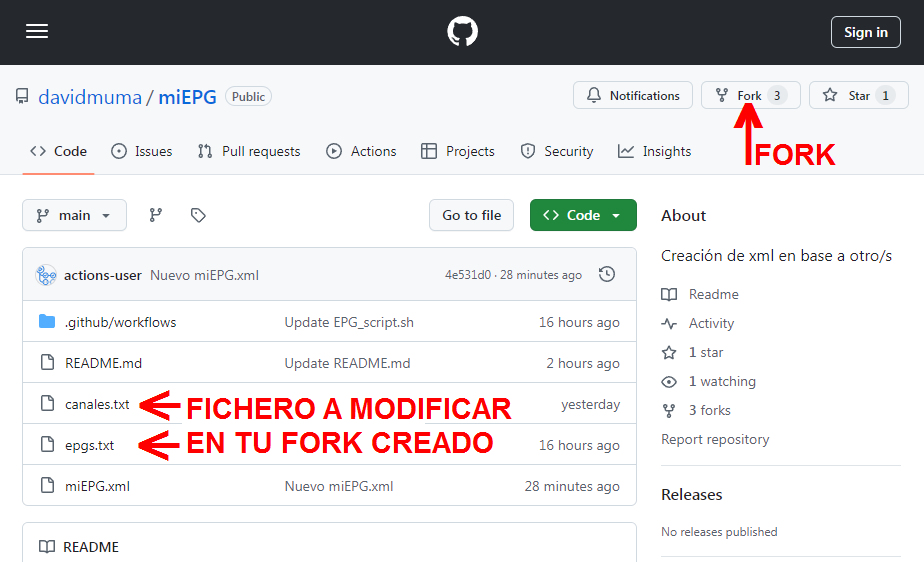 Sign in
davidmuma / miEPG Public
Notifications Fork 3 Star 1
Code Issues Pull requests Actions Projects Security Insights
FORK
main Go to file Code
About
Creación de xml en base a otro/s
actions-user Nuevo miEPG.xml 4e531d0 · 28 minutes ago
Readme
.github/workflows Update EPG_script.sh 16 hours ago
Activity
1 star
README.md Update README.md 2 hours ago
1 watching
canales.txt FICHERO A MODIFICAR yesterday
3 forks
epgs.txt EN TU FORK CREADO 16 hours ago
Report repository
miEPG.xml Nuevo miEPG.xml 28 minutes ago
Releases
No releases published
README